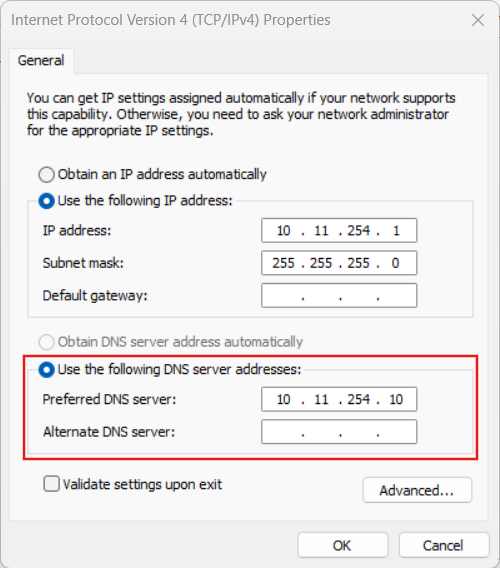 Internet Protocol Version 4 (TCP/IPv4) Properties
General
You can get IP settings assigned automatically if your network supports
this capability. Otherwise, you need to ask your network administrator
for the appropriate IP settings.
Obtain an IP address automatically
Use the following IP address:
IP address: 10 . 11 . 254 . 1
Subnet mask: 255 . 255 . 255 . 0
Default gateway: . . .
Obtain DNS server address automatically
Use the following DNS server addresses:
Preferred DNS server: 10 . 11 . 254 . 10
Alternate DNS server: . . .
Validate settings upon exit
Advanced...
OK Cancel